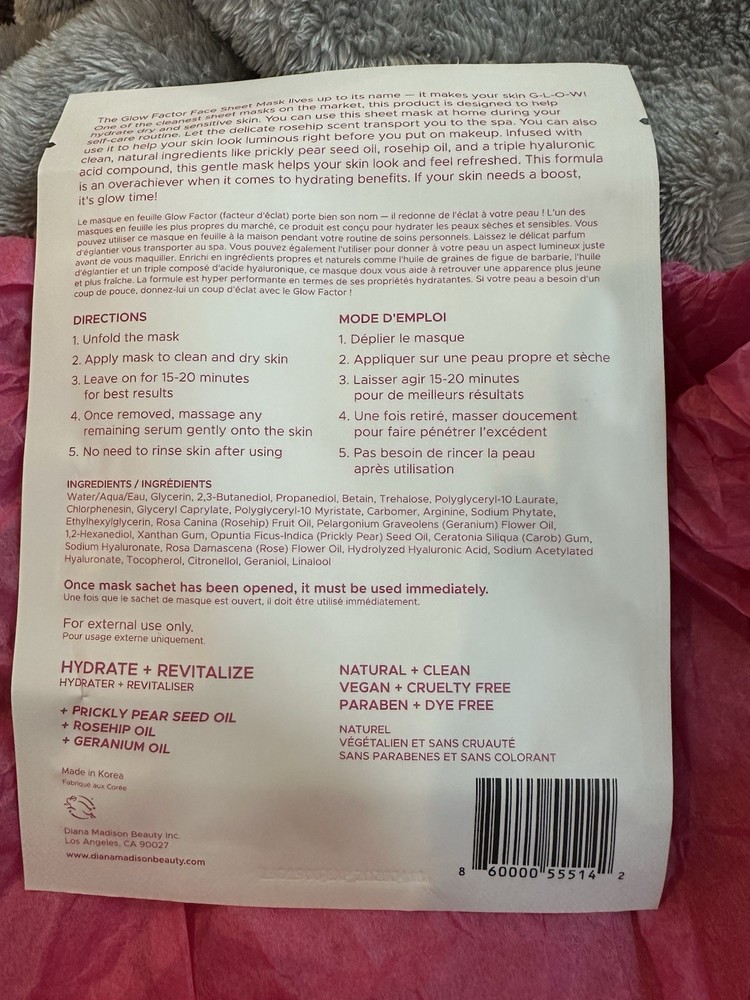 The Glow Factor Face Sheet Mask lives up to its name — it makes your skin G-L-O-W!
One of the cleanest sheet masks on the market, this product is designed to help
hydrate dry and sensitive skin. You can use this sheet mask at home during your
self-care routine. Let the delicate rosehip scent transport you to the spa. You can also
use it to help your skin look luminous right before you put on makeup. Infused with
clean, natural ingredients like prickly pear seed oil, rosehip oil, and a triple hyaluronic
acid compound, this gentle mask helps your skin look and feel refreshed. This formula
is an overachiever when it comes to hydrating benefits. If your skin needs a boost,
it's glow time!
Le masque en feuille Glow Factor (facteur d'éclat) porte bien son nom — il redonne de l'éclat à votre peau ! L'un des
masques en feuille les plus propres du marché, ce produit est conçu pour hydrater les peaux sèches et sensibles. Vous
pouvez utiliser ce masque en feuille à la maison pendant votre routine de soins personnels. Laissez le délicat parfum
d'églantier vous transporter au spa. Vous pouvez également l'utiliser pour donner à votre peau un aspect lumineux juste
avant de vous maquiller. Enrichi en ingrédients propres et naturels comme l'huile de graines de figue de barbarie, l'huile
d'églantier et un triple composé d'acide hyaluronique, ce masque doux vous aide à retrouver une apparence plus jeune
et plus fraîche. La formule est hyper performante en termes de ses propriétés hydratantes. Si votre peau a besoin d'un
coup de pouce, donnez-lui un coup d'éclat avec le Glow Factor !
DIRECTIONS
1. Unfold the mask
2. Apply mask to clean and dry skin
3. Leave on for 15-20 minutes
for best results
4. Once removed, massage any
remaining serum gently onto the skin
5. No need to rinse skin after using
MODE D'EMPLOI
1. Déplier le masque
2. Appliquer sur une peau propre et sèche
3. Laisser agir 15-20 minutes
pour de meilleurs résultats
4. Une fois retiré, masser doucement
pour faire pénétrer l'excédent
5. Pas besoin de rincer la peau
après utilisation
INGREDIENTS / INGRÉDIENTS
Water/Aqua/Eau, Glycerin, 2,3-Butanediol, Propanediol, Betain, Trehalose, Polyglyceryl-10 Laurate,
Chlorphenesin, Glyceryl Caprylate, Polyglyceryl-10 Myristate, Carbomer, Arginine, Sodium Phytate,
Ethylhexylglycerin, Rosa Canina (Rosehip) Fruit Oil, Pelargonium Graveolens (Geranium) Flower Oil,
1,2-Hexanediol, Xanthan Gum, Opuntia Ficus-Indica (Prickly Pear) Seed Oil, Ceratonia Siliqua (Carob) Gum,
Sodium Hyaluronate, Rosa Damascena (Rose) Flower Oil, Hydrolyzed Hyaluronic Acid, Sodium Acetylated
Hyaluronate, Tocopherol, Citronellol, Geraniol, Linalool
Once mask sachet has been opened, it must be used immediately.
Une fois que le sachet de masque est ouvert, il doit être utilisé immédiatement.
For external use only.
Pour usage externe uniquement.
HYDRATE + REVITALIZE
HYDRATER + REVITALISER
+ PRICKLY PEAR SEED OIL
+ ROSEHIP OIL
+ GERANIUM OIL
NATURAL + CLEAN
VEGAN + CRUELTY FREE
PARABEN + DYE FREE
NATUREL
VÉGÉTALIEN ET SANS CRUAUTÉ
SANS PARABENES ET SANS COLORANT
Made in Korea
Fabriqué aux Corée
Diana Madison Beauty Inc.
Los Angeles, CA 90027
www.dianamadisonbeauty.com
8 60000 55514 2